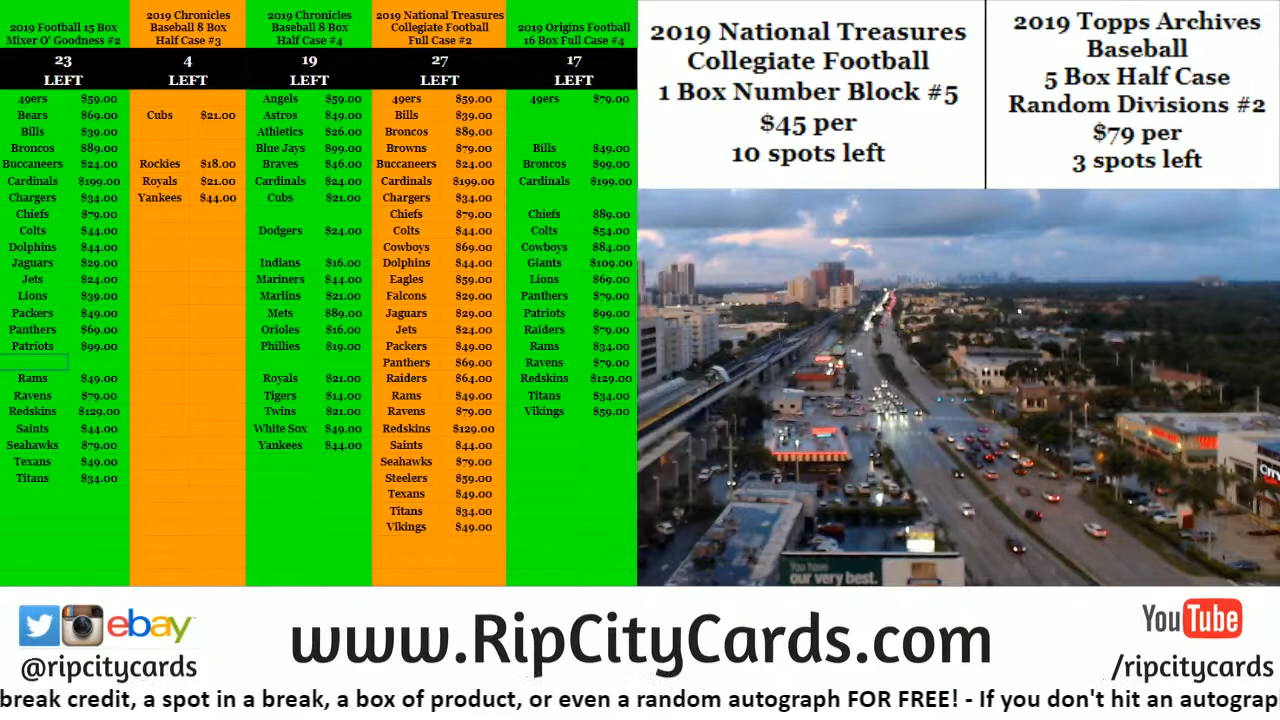 2019 Football 15 Box
Mixer O' Goodness #2
23
LEFT
49ers $59.00
Bears $69.00
Bills $39.00
Broncos $89.00
Buccaneers $24.00
Cardinals $199.00
Chargers $34.00
Chiefs $79.00
Colts $44.00
Dolphins $44.00
Jaguars $29.00
Jets $24.00
Lions $39.00
Packers $49.00
Panthers $69.00
Patriots $99.00
Rams $49.00
Ravens $79.00
Redskins $129.00
Saints $44.00
Seahawks $79.00
Texans $49.00
Titans $34.00
2019 Chronicles
Baseball 8 Box
Half Case #3
4
LEFT
Cubs $21.00
Rockies $18.00
Royals $21.00
Yankees $44.00
2019 Chronicles
Baseball 8 Box
Half Case #4
19
LEFT
Angels $59.00
Astros $49.00
Athletics $26.00
Blue Jays $99.00
Braves $46.00
Cardinals $24.00
Cubs $21.00
Dodgers $24.00
Indians $16.00
Mariners $44.00
Marlins $21.00
Mets $89.00
Orioles $16.00
Phillies $19.00
Royals $21.00
Tigers $14.00
Twins $21.00
White Sox $49.00
Yankees $44.00
2019 National Treasures
Collegiate Football
Full Case #2
27
LEFT
49ers $59.00
Bills $39.00
Broncos $89.00
Browns $79.00
Buccaneers $24.00
Cardinals $199.00
Chargers $34.00
Chiefs $79.00
Colts $44.00
Cowboys $69.00
Dolphins $44.00
Eagles $59.00
Falcons $29.00
Jaguars $29.00
Jets $24.00
Packers $49.00
Panthers $69.00
Raiders $64.00
Rams $49.00
Ravens $79.00
Redskins $129.00
Saints $44.00
Seahawks $79.00
Steelers $59.00
Texans $49.00
Titans $34.00
Vikings $49.00
2019 Origins Football
16 Box Full Case #4
17
LEFT
49ers $79.00
Bills $49.00
Broncos $99.00
Cardinals $199.00
Chiefs $89.00
Colts $54.00
Cowboys $84.00
Giants $109.00
Lions $69.00
Panthers $79.00
Patriots $99.00
Raiders $79.00
Rams $34.00
Ravens $79.00
Redskins $129.00
Titans $34.00
Vikings $59.00
2019 National Treasures
Collegiate Football
1 Box Number Block #5
$45 per
10 spots left
2019 Topps Archives
Baseball
5 Box Half Case
Random Divisions #2
$79 per
3 spots left
You have
our very best.
ebay
@ripcitycards
www.RipCityCards.com
YouTube
/ripcitycards
break credit, a spot in a break, a box of product, or even a random autograph FOR FREE! - If you don't hit an autograp